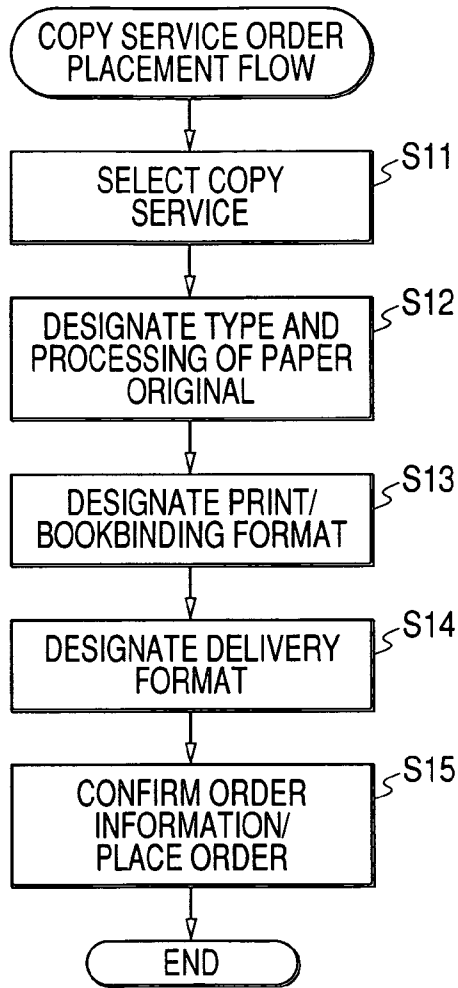 COPY SERVICE ORDER
PLACEMENT FLOW
S11
SELECT COPY
SERVICE
S12
DESIGNATE TYPE AND
PROCESSING OF PAPER
ORIGINAL
S13
DESIGNATE PRINT/
BOOKBINDING FORMAT
S14
DESIGNATE DELIVERY
FORMAT
S15
CONFIRM ORDER
INFORMATION/
PLACE ORDER
END